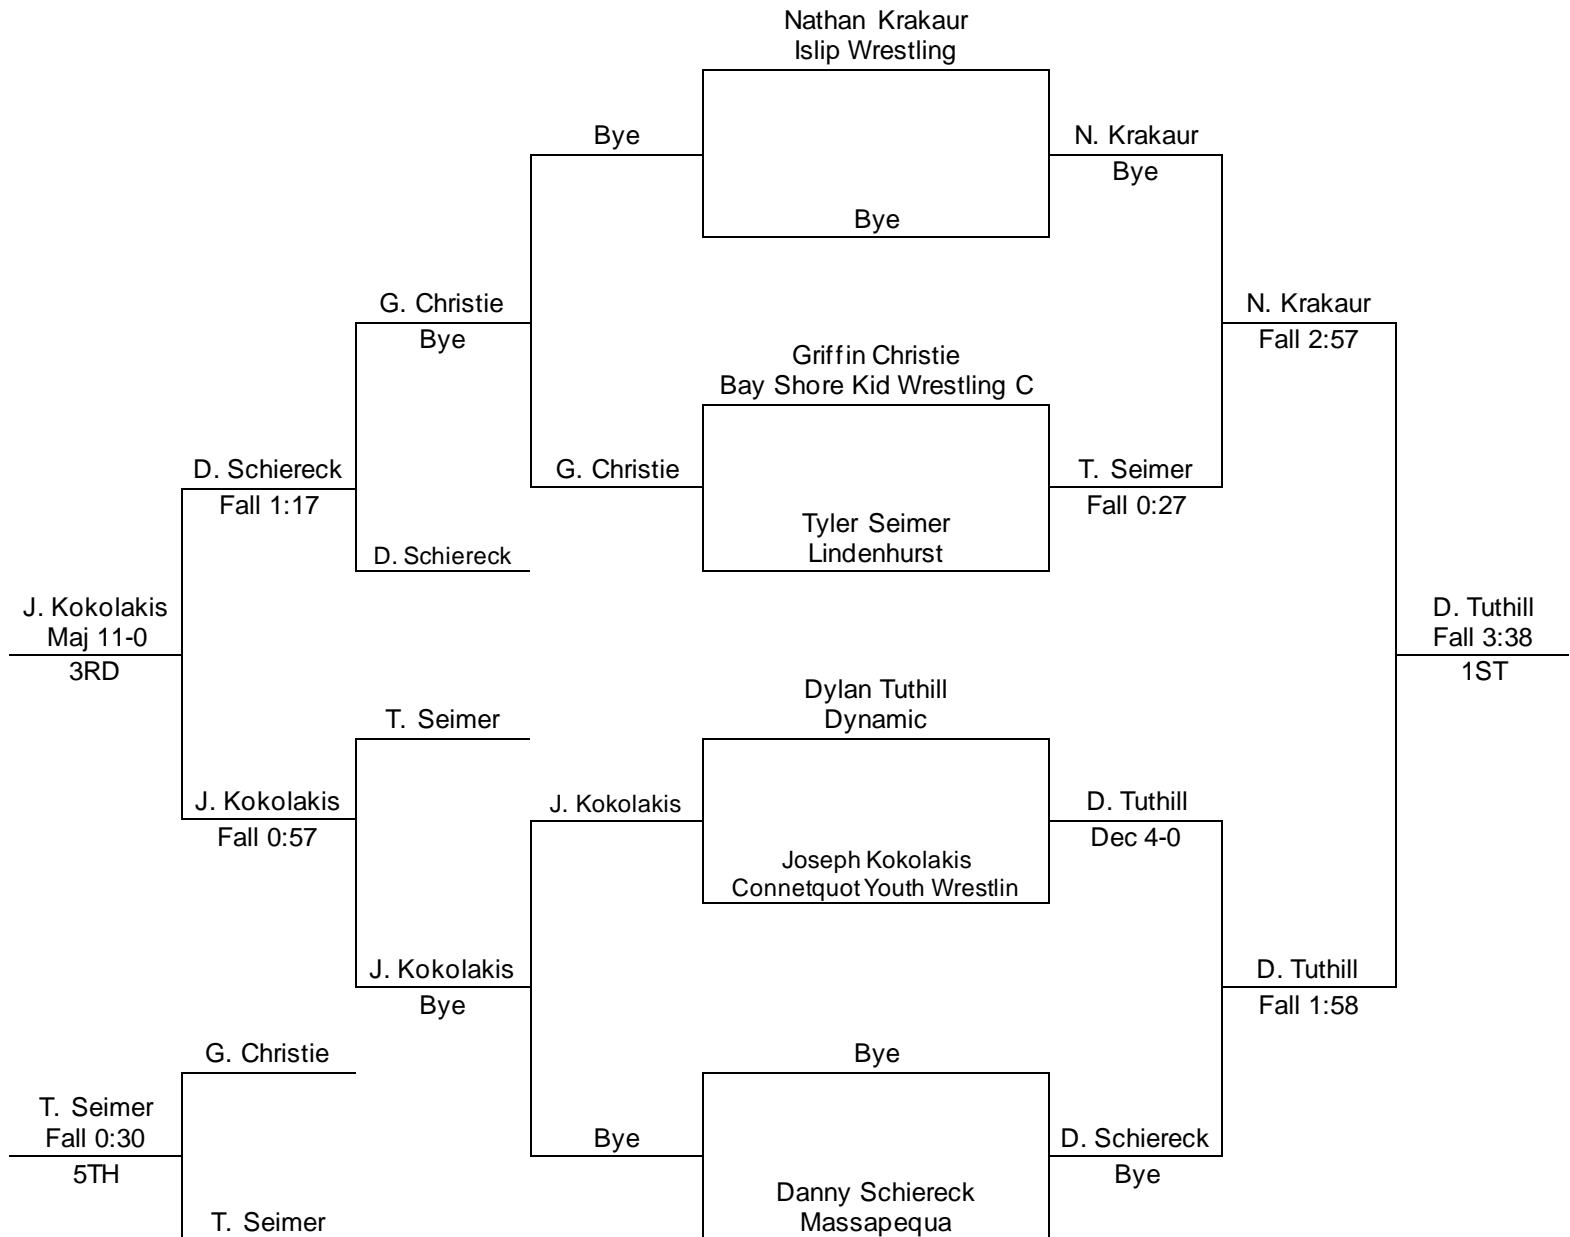 Nathan Krakaur
Islip Wrestling
Bye
N. Krakaur
Bye
Bye
G. Christie
Bye
N. Krakaur
Fall 2:57
Griffin Christie
Bay Shore Kid Wrestling C
D. Schiereck
Fall 1:17
G. Christie
T. Seimer
Fall 0:27
Tyler Seimer
Lindenhurst
D. Schiereck
J. Kokolakis
Maj 11-0
3RD
D. Tuthill
Fall 3:38
1ST
Dylan Tuthill
Dynamic
T. Seimer
J. Kokolakis
Fall 0:57
J. Kokolakis
D. Tuthill
Dec 4-0
Joseph Kokolakis
Connetquot Youth Wrestlin
J. Kokolakis
Bye
D. Tuthill
Fall 1:58
G. Christie
Bye
T. Seimer
Fall 0:30
5TH
Bye
D. Schiereck
Bye
Danny Schiereck
Massapequa
T. Seimer